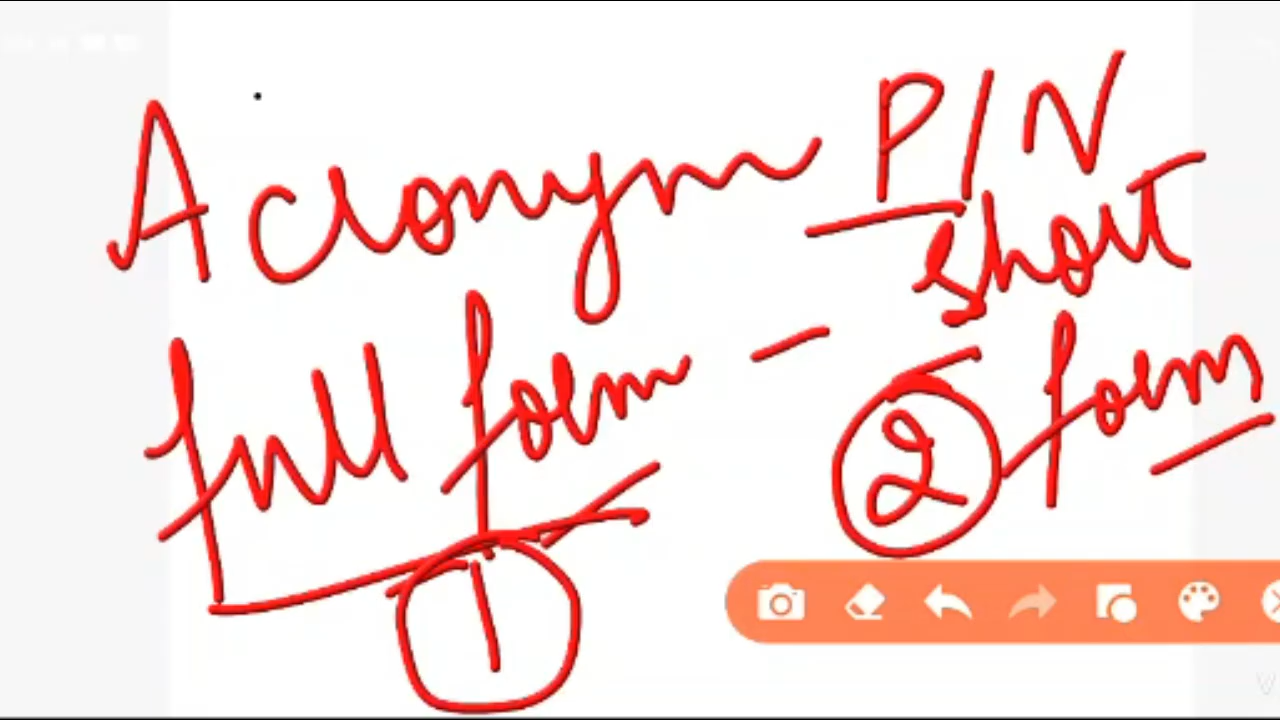 Acronym P/N
full form - short
② form
①